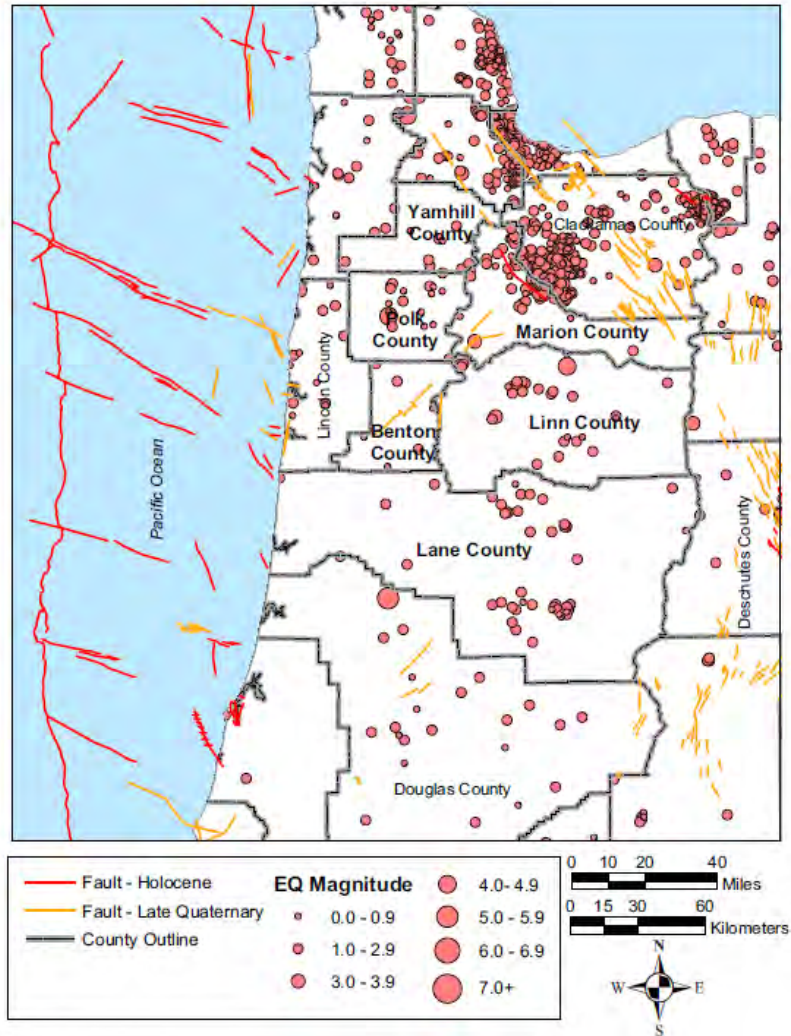 Yamhill
County
Clackamas County
Polk
County
Marion County
Lincoln County
Benton
County
Linn County
Pacific Ocean
Lane County
Deschutes County
Douglas County
Fault - Holocene
Fault - Late Quaternary
County Outline
EQ Magnitude
0.0 - 0.9
1.0 - 2.9
3.0 - 3.9
4.0 - 4.9
5.0 - 5.9
6.0 - 6.9
7.0+
0 10 20 40
Miles
0 15 30 60
Kilometers
N
W E
S